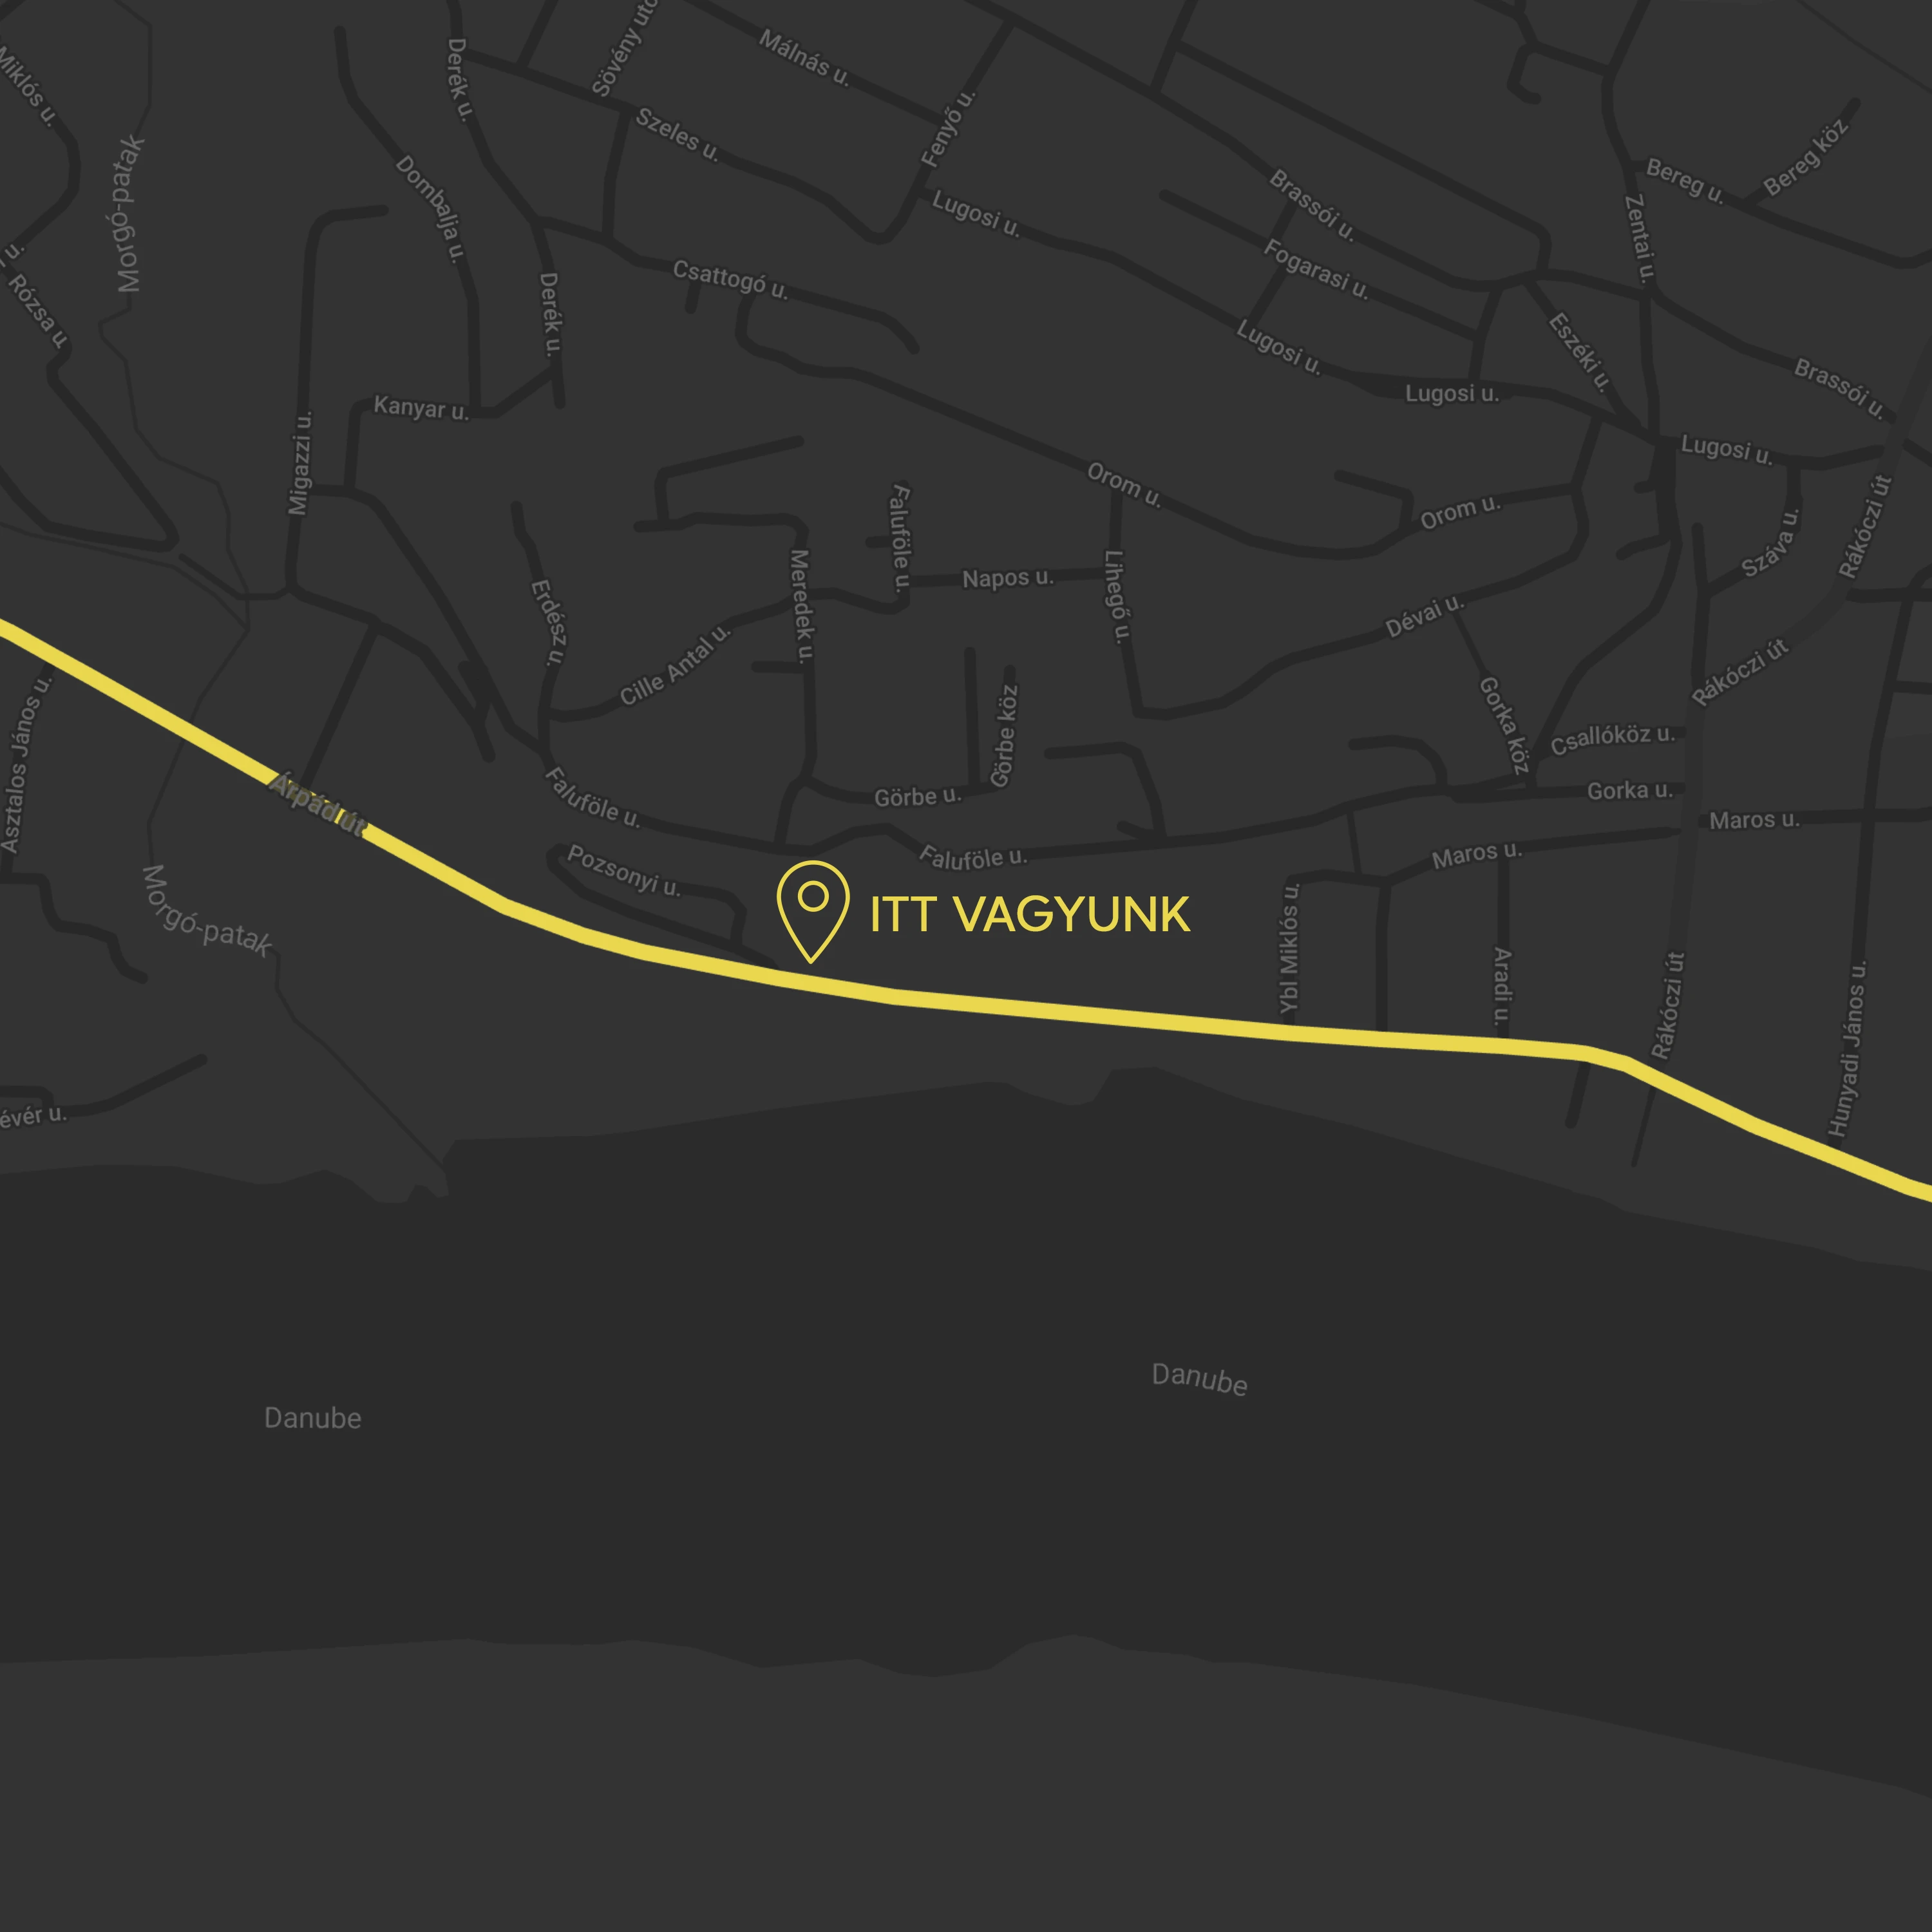 Miklós u.
Morgó-patak
u.
Rózsa u.
Derék u.
Sövény
Málnás u.
Szeles u.
Fenyő u.
Dombalja u.
Lugosi u.
Brassói u.
Fogarasi u.
Bereg u.
Bereg köz
Zentai u.
Csattogó u.
Derék u.
Lugosi u.
Eszéki u.
Brassói u.
Kanyar u.
Lugosi u.
Lugosi u.
Migazzi u.
Orom u.
Orom u.
Rákóczi út
Száva u.
Faluföle u.
Meredek u.
Napos u.
Lihegő u.
Erdész u.
Cille Antal u.
Dévai u.
Rákóczi út
Gorka köz
Csallóköz u.
Asztalos János u.
Árpád út
Faluföle u.
Görbe u.
Görbe köz
Gorka u.
Maros u.
Maros u.
Pozsonyi u.
Faluföle u.
Morgó-patak
ITT VAGYUNK
Ybl Miklós u.
Aradi u.
Rákóczi út
Hunyadi János u.
évér u.
Danube
Danube